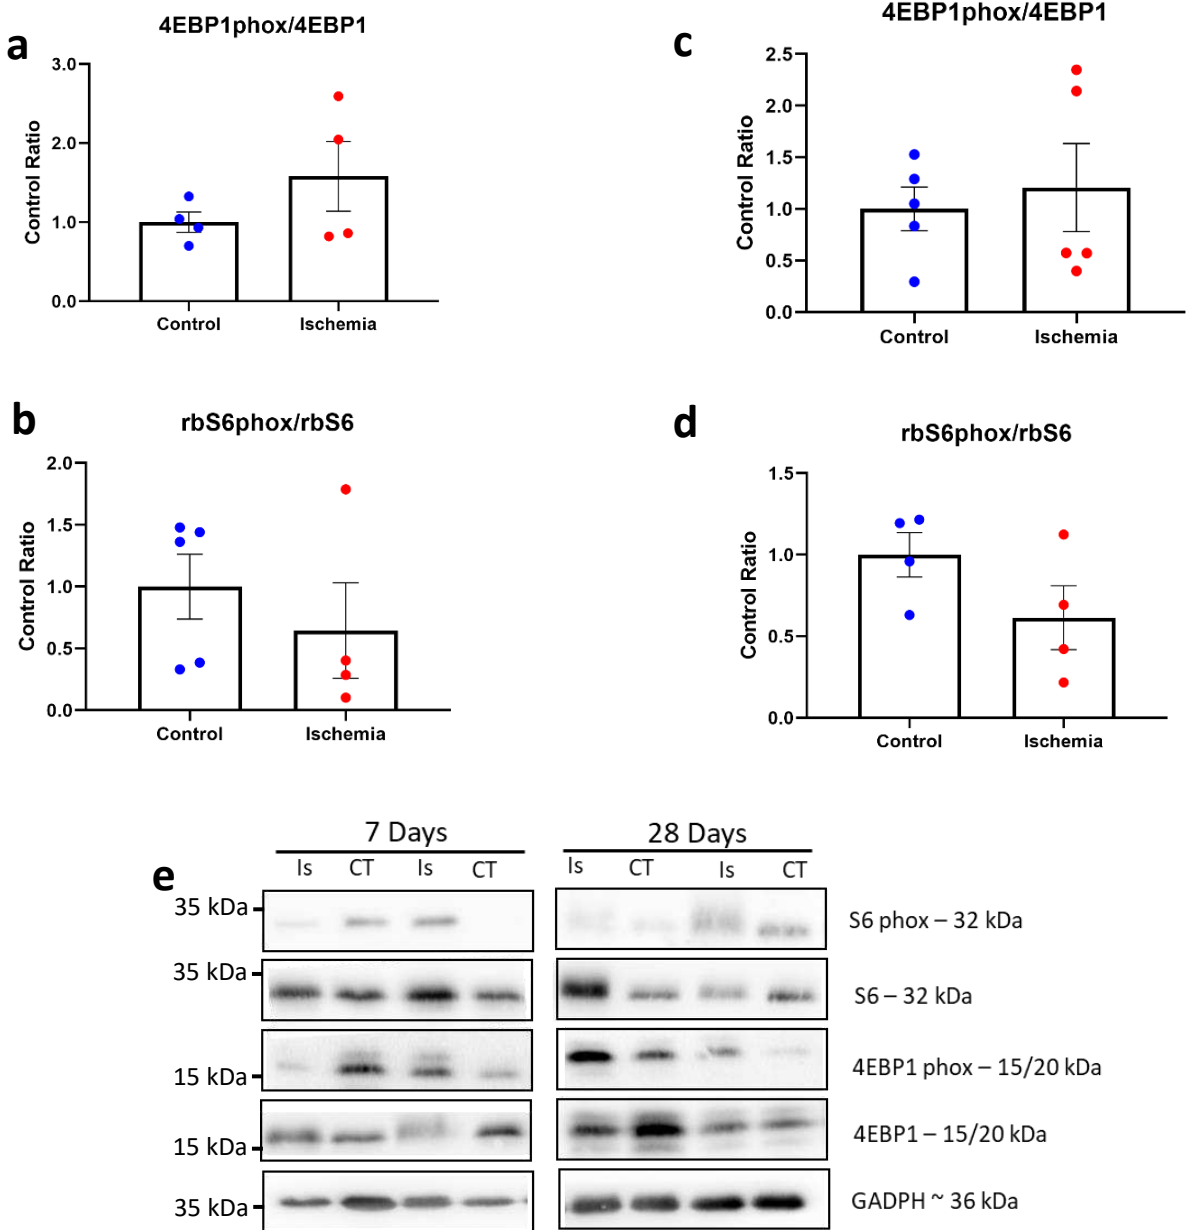 a
4EBP1phox/4EBP1
Control Ratio
3.0
2.0
1.0
0.0
Control Ischemia
c
4EBP1phox/4EBP1
Control Ratio
2.5
2.0
1.5
1.0
0.5
0.0
Control Ischemia
b
rbS6phox/rbS6
Control Ratio
2.0
1.5
1.0
0.5
0.0
Control Ischemia
d
rbS6phox/rbS6
Control Ratio
1.5
1.0
0.5
0.0
Control Ischemia
e
7 Days 28 Days
Is CT Is CT Is CT Is CT
35 kDa S6 phox – 32 kDa
35 kDa S6 – 32 kDa
15 kDa 4EBP1 phox – 15/20 kDa
15 kDa 4EBP1 – 15/20 kDa
35 kDa GADPH ~ 36 kDa